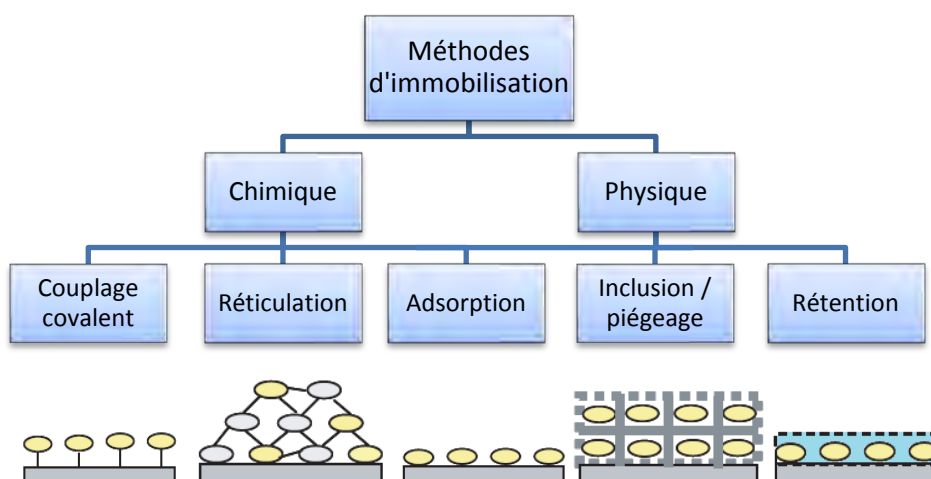 Méthodes
d'immobilisation
Chimique
Physique
Couplage
covalent
Réticulation
Adsorption
Inclusion /
piégeage
Rétention